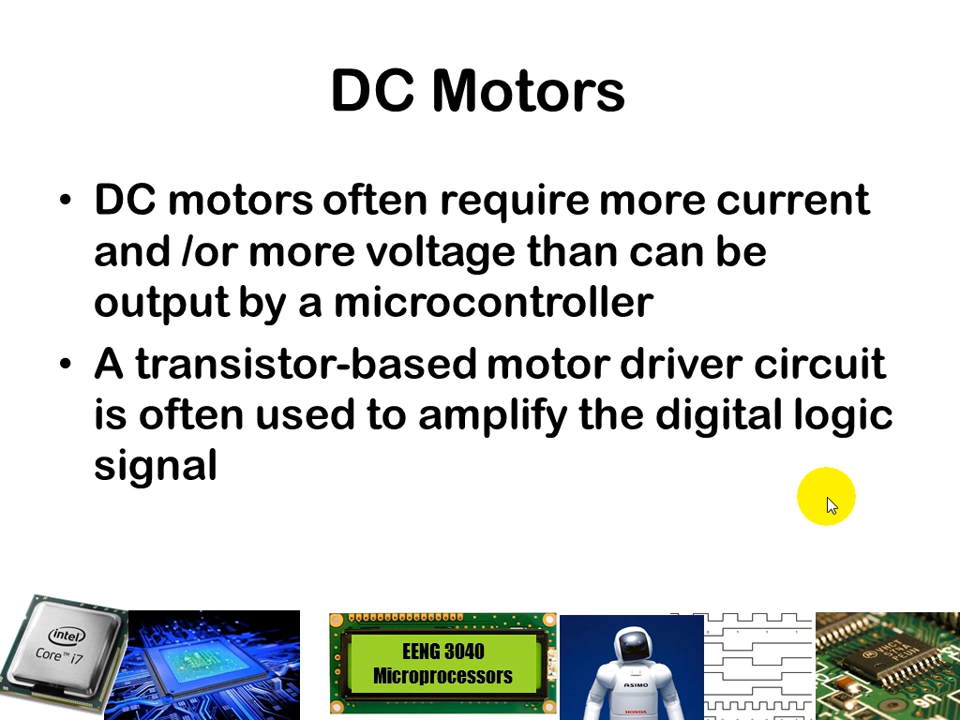 DC Motors
• DC motors often require more current
and /or more voltage than can be
output by a microcontroller
• A transistor-based motor driver circuit
is often used to amplify the digital logic
signal
intel
Core™ i7
EENG 3040
Microprocessors
ASIMO
HONDA